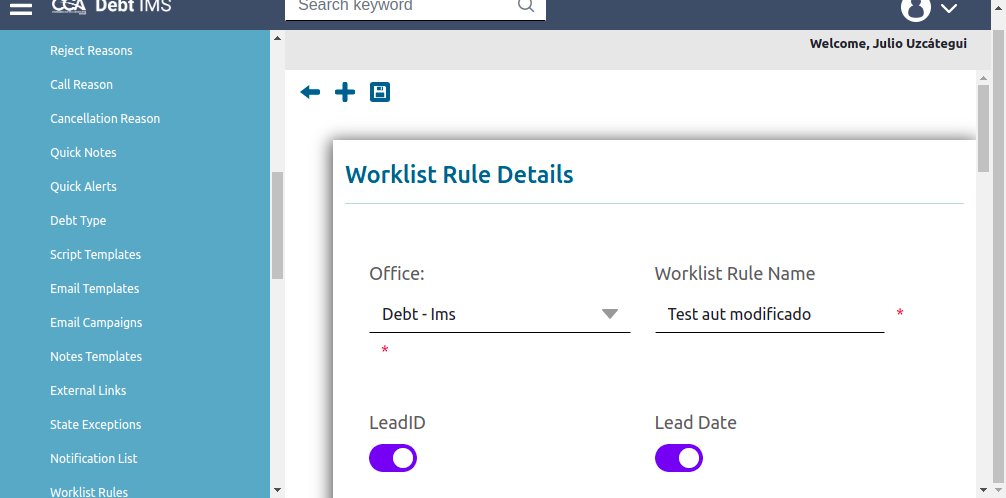 CCA Debt IMS
Search keyword
Welcome, Julio Uzcátegui
Reject Reasons
Call Reason
Cancellation Reason
Quick Notes
Quick Alerts
Debt Type
Script Templates
Email Templates
Email Campaigns
Notes Templates
External Links
State Exceptions
Notification List
Worklist Rules
Worklist Rule Details
Office:
Worklist Rule Name
Debt - Ims
Test aut modificado *
*
LeadID
Lead Date